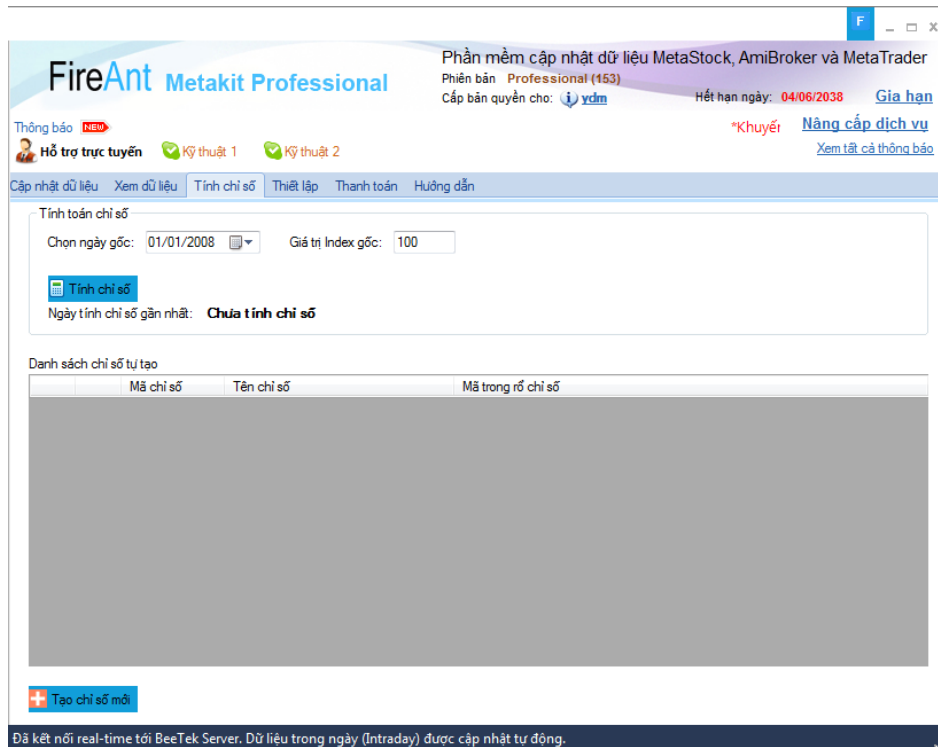 F
FireAnt Metakit Professional
Phần mềm cập nhật dữ liệu MetaStock, AmiBroker và MetaTrader
Phiên bản Professional (153)
Cấp bản quyền cho: ydm Hết hạn ngày: 04/06/2038 Gia hạn
Thông báo NEW *Khuyến Nâng cấp dịch vụ
Hỗ trợ trực tuyến Kỹ thuật 1 Kỹ thuật 2 Xem tất cả thông báo
Cập nhật dữ liệu Xem dữ liệu Tính chỉ số Thiết lập Thanh toán Hướng dẫn
Tính toán chỉ số
Chọn ngày gốc: 01/01/2008 Giá trị Index gốc: 100
Tính chỉ số
Ngày tính chỉ số gần nhất: Chưa tính chỉ số
Danh sách chỉ số tự tạo
Mã chỉ số Tên chỉ số Mã trong rổ chỉ số
Tạo chỉ số mới
Đã kết nối real-time tới BeeTek Server. Dữ liệu trong ngày (Intraday) được cập nhật tự động.